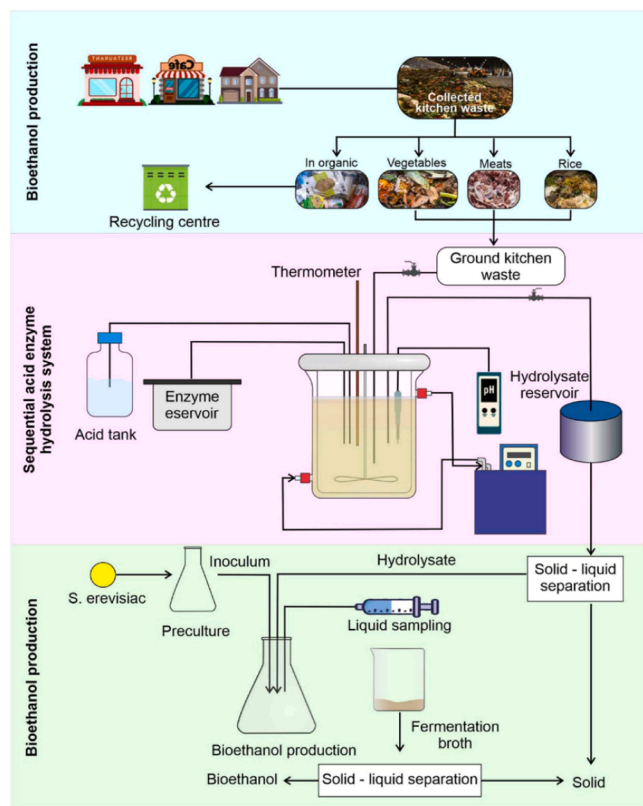 Bioethanol production
Cafe
Collected
kitchen waste
In organic
Vegetables
Meats
Rice
Recycling centre
Sequential acid enzyme
hydrolysis system
Ground kitchen
waste
Thermometer
Acid tank
Enzyme
eservoir
pH
Hydrolysate
reservoir
Bioethanol production
S. erevisiac
Inoculum
Preculture
Hydrolysate
Solid - liquid
separation
Liquid sampling
Bioethanol production
Fermentation
broth
Bioethanol
Solid - liquid separation
Solid